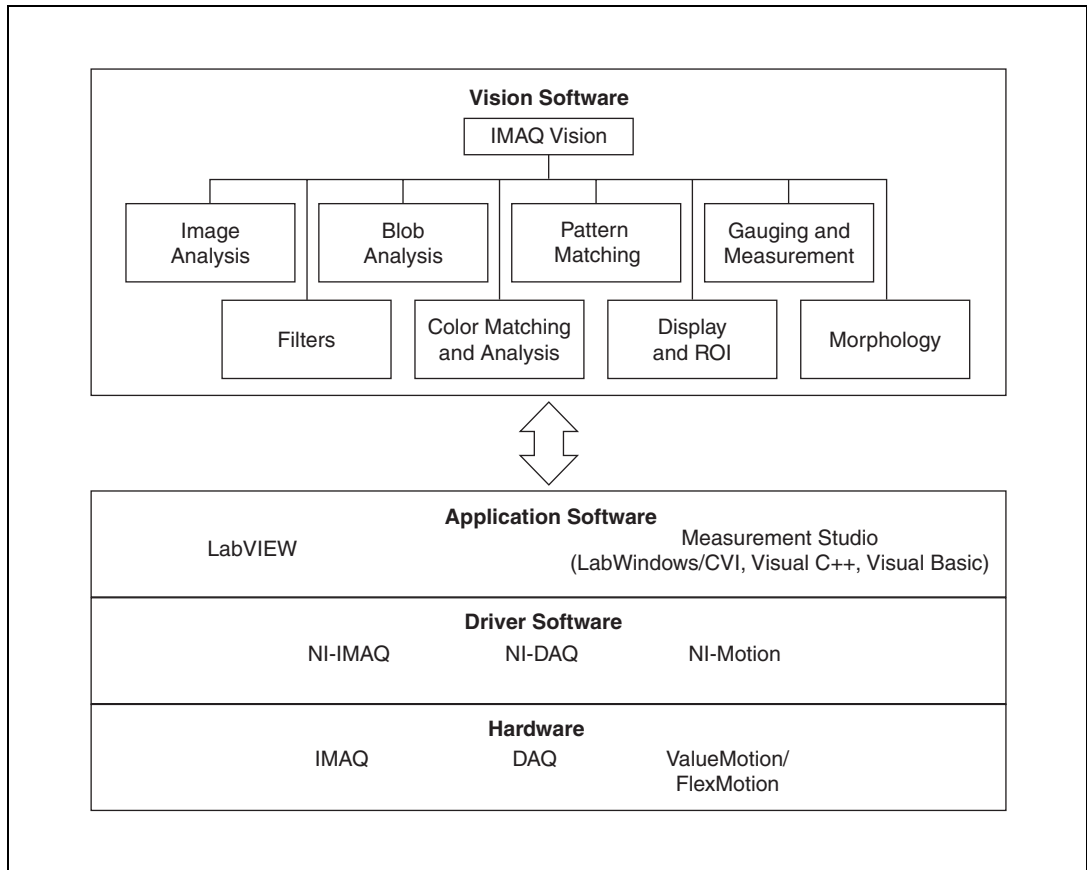 Vision Software
IMAQ Vision
Image
Analysis
Blob
Analysis
Pattern
Matching
Gauging and
Measurement
Filters
Color Matching
and Analysis
Display
and ROI
Morphology
Application Software
LabVIEW
Measurement Studio
(LabWindows/CVI, Visual C++, Visual Basic)
Driver Software
NI-IMAQ
NI-DAQ
NI-Motion
Hardware
IMAQ
DAQ
ValueMotion/
FlexMotion